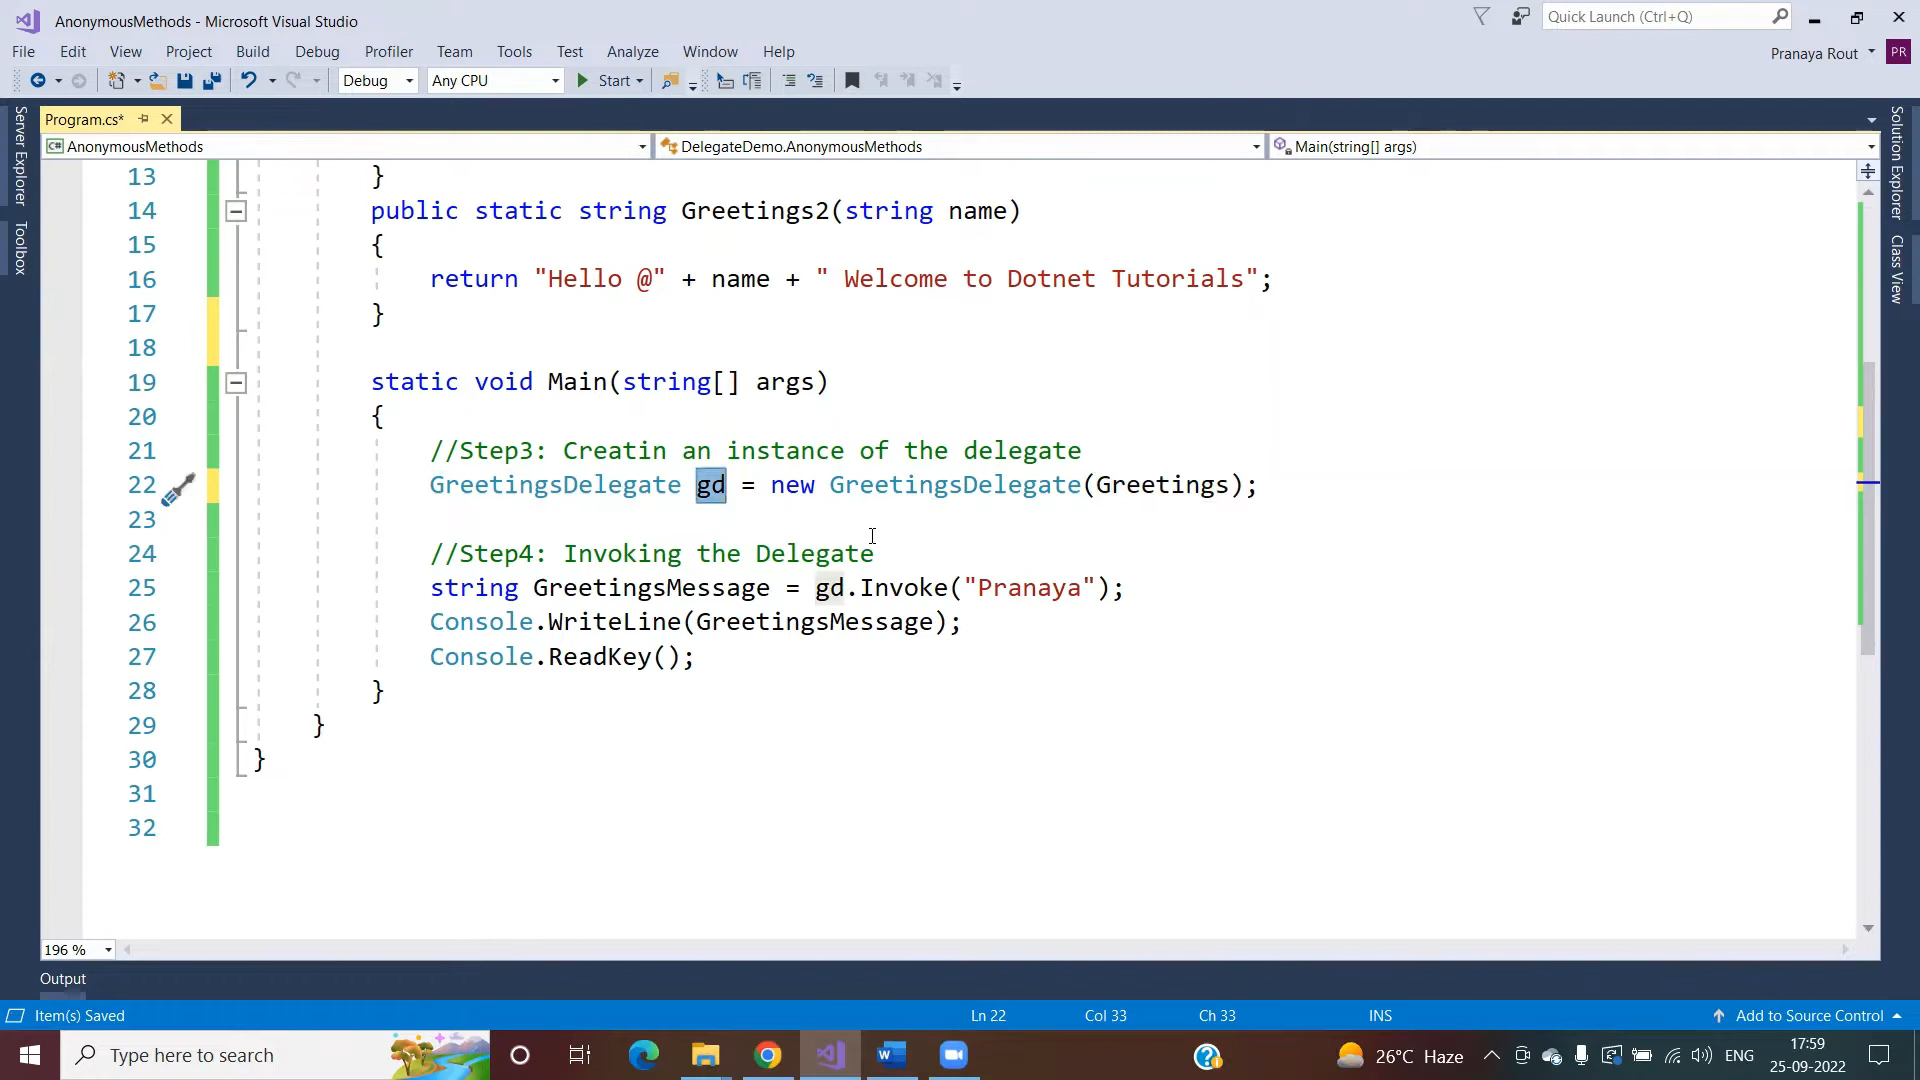 AnonymousMethods - Microsoft Visual Studio
Quick Launch (Ctrl+Q)
File Edit View Project Build Debug Profiler Team Tools Test Analyze Window Help
Pranaya Rout PR
Debug Any CPU Start
Program.cs*
AnonymousMethods DelegateDemo.AnonymousMethods Main(string[] args)
Server Explorer
Toolbox
Solution Explorer
Class View
13 }
14 public static string Greetings2(string name)
15 {
16 return "Hello @" + name + " Welcome to Dotnet Tutorials";
17 }
18
19 static void Main(string[] args)
20 {
21 //Step3: Creatin an instance of the delegate
22 GreetingsDelegate gd = new GreetingsDelegate(Greetings);
23
24 //Step4: Invoking the Delegate
25 string GreetingsMessage = gd.Invoke("Pranaya");
26 Console.WriteLine(GreetingsMessage);
27 Console.ReadKey();
28 }
29 }
30 }
31
32
196 %
Output
Item(s) Saved Ln 22 Col 33 Ch 33 INS Add to Source Control
Type here to search
26°C Haze ENG 17:59
25-09-2022